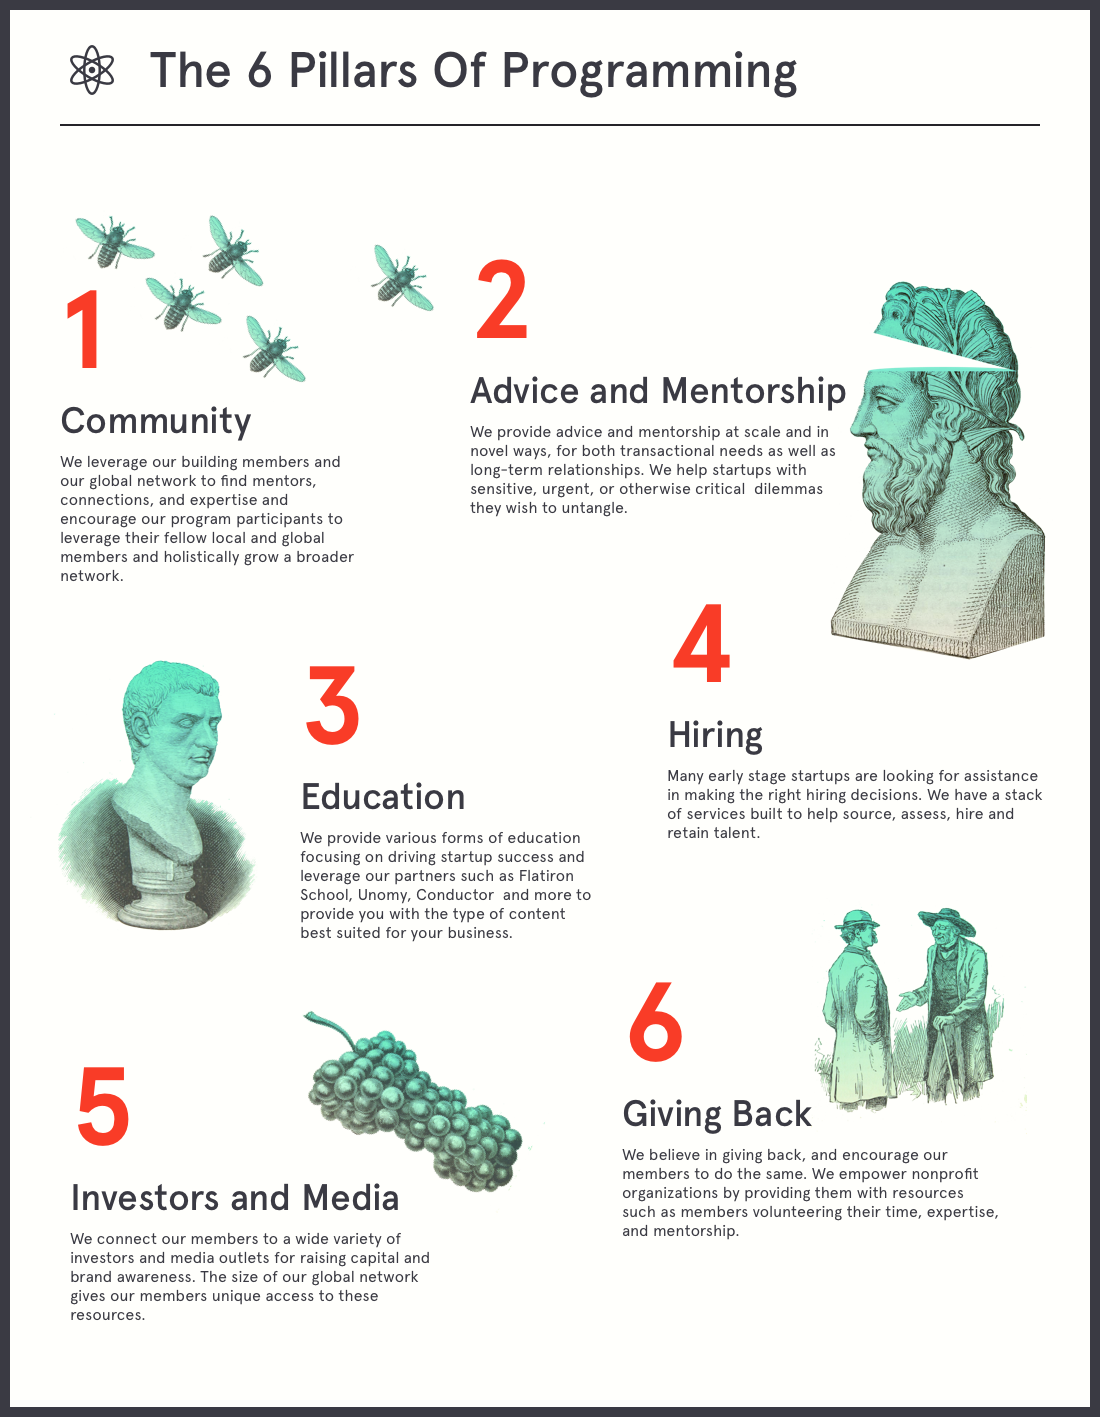 The 6 Pillars Of Programming
1
Community
We leverage our building members and
our global network to find mentors,
connections, and expertise and
encourage our program participants to
leverage their fellow local and global
members and holistically grow a broader
network.
2
Advice and Mentorship
We provide advice and mentorship at scale and in
novel ways, for both transactional needs as well as
long-term relationships. We help startups with
sensitive, urgent, or otherwise critical  dilemmas
they wish to untangle.
3
Education
We provide various forms of education
focusing on driving startup success and
leverage our partners such as Flatiron
School, Unomy, Conductor  and more to
provide you with the type of content
best suited for your business.
4
Hiring
Many early stage startups are looking for assistance
in making the right hiring decisions. We have a stack
of services built to help source, assess, hire and
retain talent.
5
Investors and Media
We connect our members to a wide variety of
investors and media outlets for raising capital and
brand awareness. The size of our global network
gives our members unique access to these
resources.
6
Giving Back
We believe in giving back, and encourage our
members to do the same. We empower nonprofit
organizations by providing them with resources
such as members volunteering their time, expertise,
and mentorship.